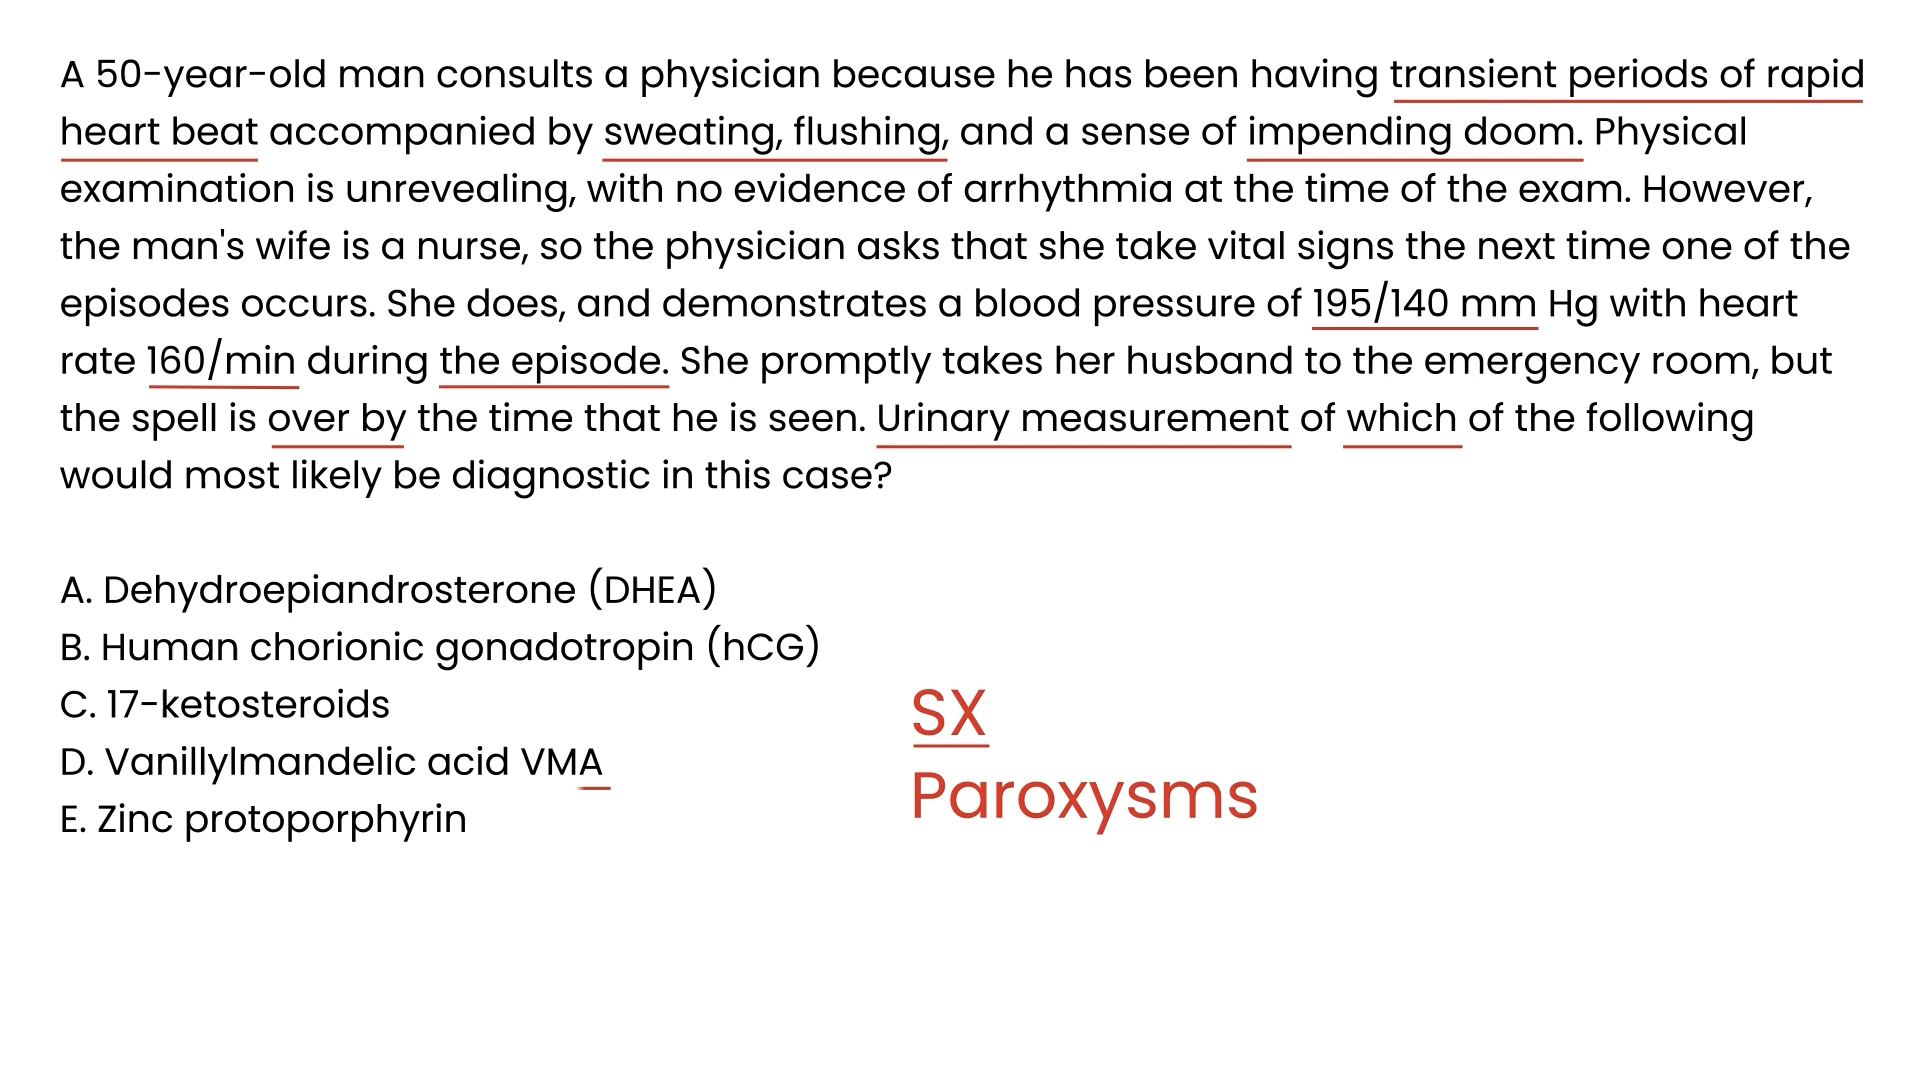 A 50-year-old man consults a physician because he has been having transient periods of rapid
heart beat accompanied by sweating, flushing, and a sense of impending doom. Physical
examination is unrevealing, with no evidence of arrhythmia at the time of the exam. However,
the man's wife is a nurse, so the physician asks that she take vital signs the next time one of the
episodes occurs. She does, and demonstrates a blood pressure of 195/140 mm Hg with heart
rate 160/min during the episode. She promptly takes her husband to the emergency room, but
the spell is over by the time that he is seen. Urinary measurement of which of the following
would most likely be diagnostic in this case?
A. Dehydroepiandrosterone (DHEA)
B. Human chorionic gonadotropin (hCG)
C. 17-ketosteroids
D. Vanillylmandelic acid VMA
E. Zinc protoporphyrin
SX
Paroxysms